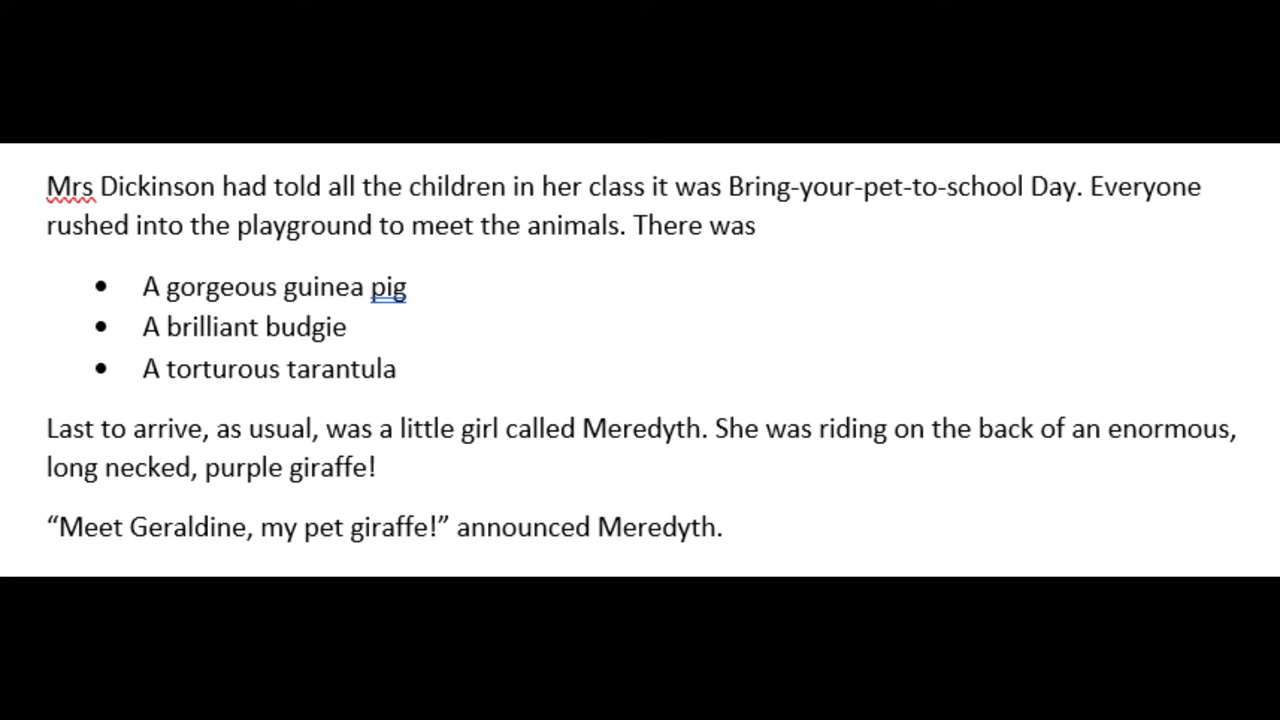 Mrs Dickinson had told all the children in her class it was Bring-your-pet-to-school Day. Everyone
rushed into the playground to meet the animals. There was
• A gorgeous guinea pig
• A brilliant budgie
• A torturous tarantula
Last to arrive, as usual, was a little girl called Meredyth. She was riding on the back of an enormous,
long necked, purple giraffe!
“Meet Geraldine, my pet giraffe!” announced Meredyth.